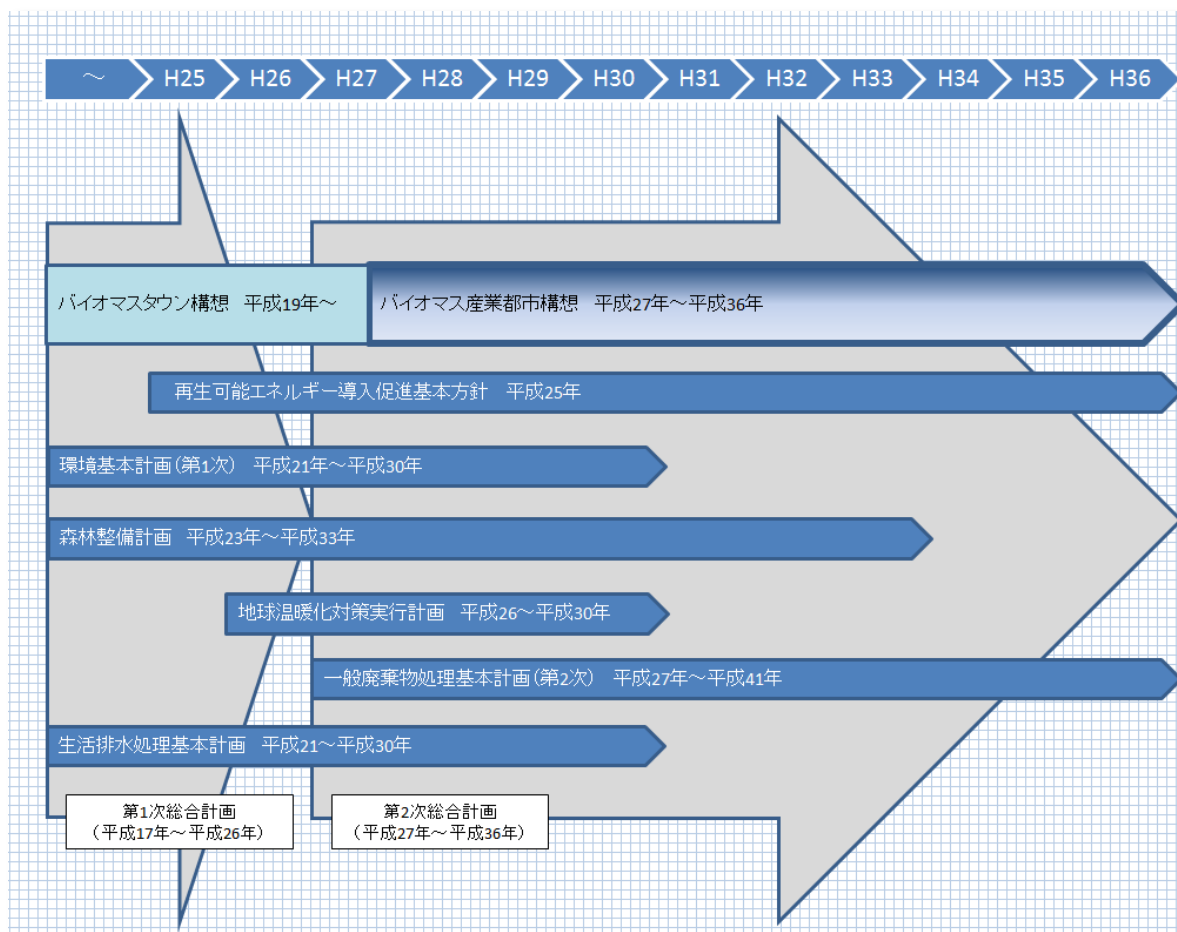 ～ H25 H26 H27 H28 H29 H30 H31 H32 H33 H34 H35 H36
バイオマスタウン構想　平成19年～
バイオマス産業都市構想　平成27年～平成36年
再生可能エネルギー導入促進基本方針　平成25年
環境基本計画(第1次)　平成21年～平成30年
森林整備計画　平成23年～平成33年
地球温暖化対策実行計画　平成26～平成30年
一般廃棄物処理基本計画(第2次)　平成27年～平成41年
生活排水処理基本計画　平成21～平成30年
第1次総合計画
(平成17年～平成26年)
第2次総合計画
(平成27年～平成36年)